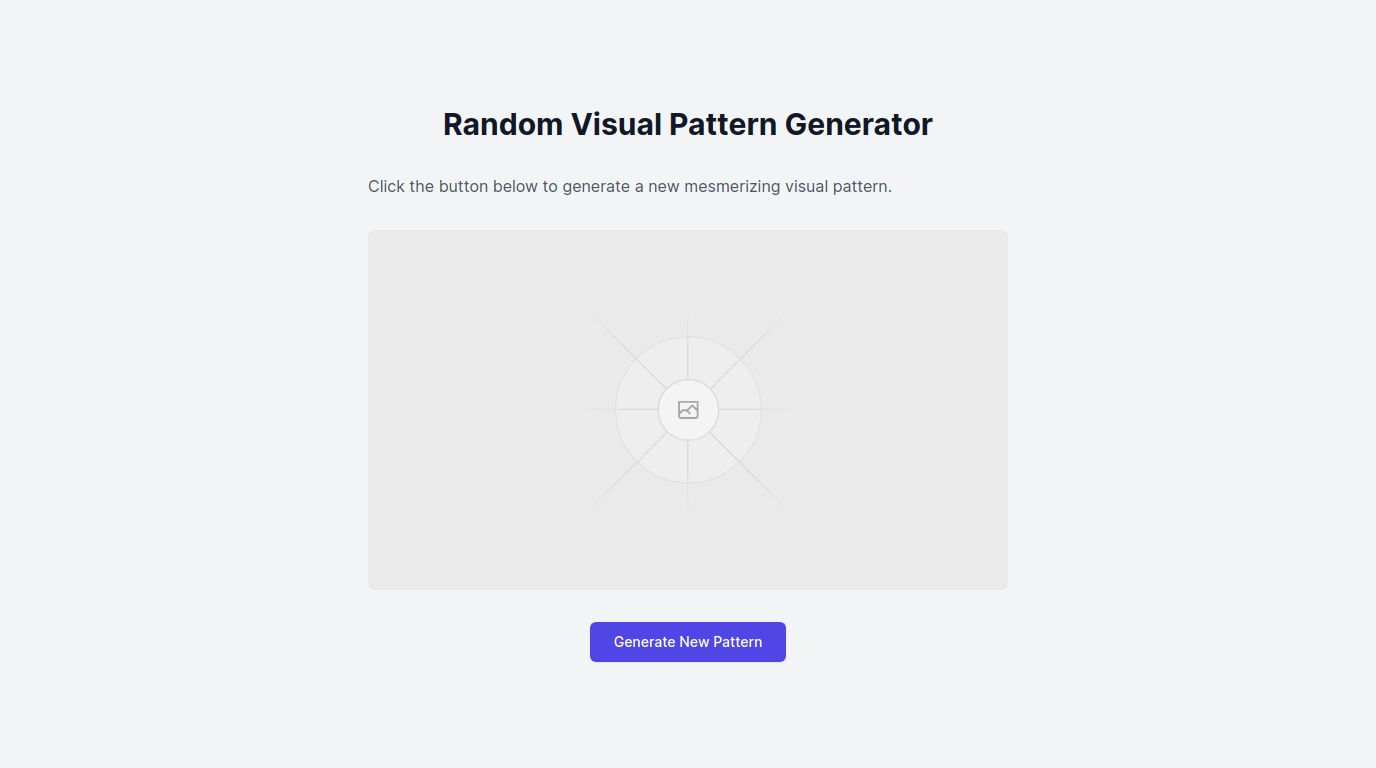 Random Visual Pattern Generator
Click the button below to generate a new mesmerizing visual pattern.
Generate New Pattern